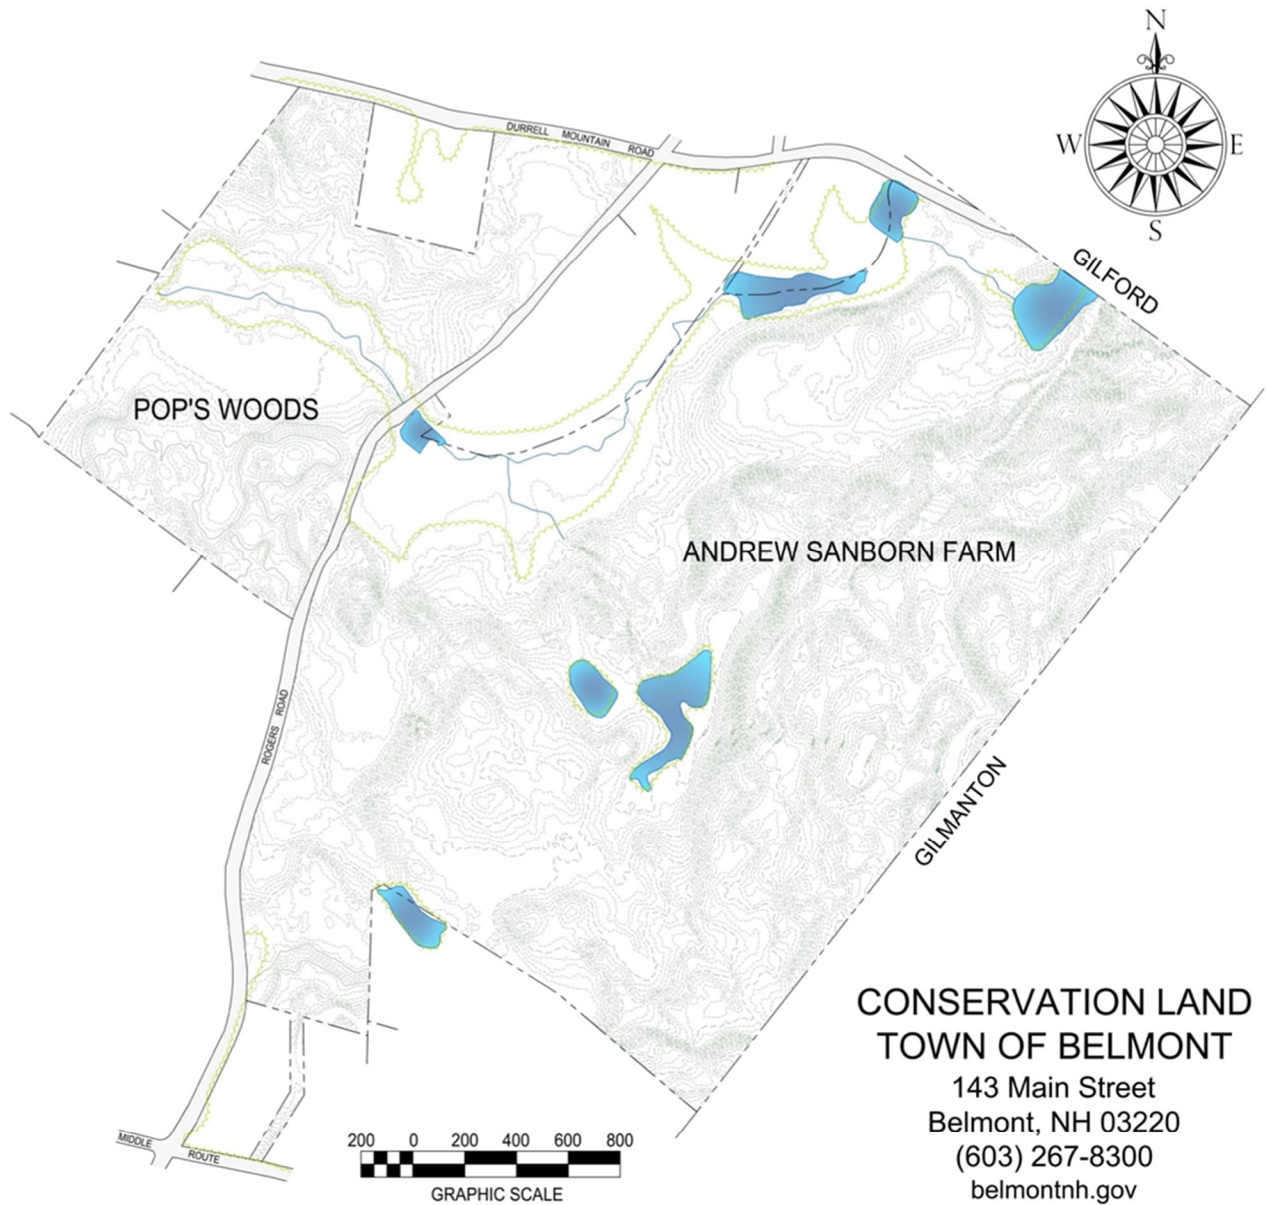 N
W
E
S
DURRELL MOUNTAIN ROAD
GILFORD
POP'S WOODS
ANDREW SANBORN FARM
ROGERS ROAD
GILMANTON
CONSERVATION LAND
TOWN OF BELMONT
143 Main Street
Belmont, NH 03220
(603) 267-8300
belmontnh.gov
MIDDLE ROUTE
200 0 200 400 600 800
GRAPHIC SCALE